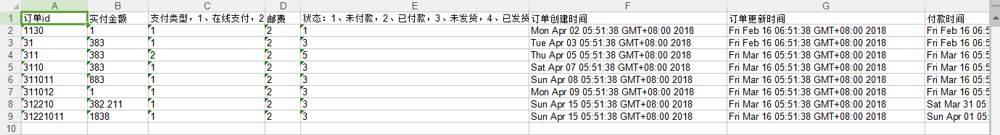 A B C D E F G H
1 订单id 实付金额 支付类型，1、在线支付，2 邮费 状态：1、未付款，2、已付款，3、未发货，4、已发货 订单创建时间 订单更新时间 付款时间
2 1130 1 1 2 1 Mon Apr 02 05:51:38 GMT+08:00 2018 Fri Feb 16 06:51:38 GMT+08:00 2018 Fri Feb 16 06:5
3 31 383 1 2 3 Tue Apr 03 05:51:38 GMT+08:00 2018 Fri Feb 16 06:51:38 GMT+08:00 2018 Fri Feb 16 06:5
4 311 383 2 2 5 Thu Apr 05 05:51:38 GMT+08:00 2018 Fri Mar 16 05:51:38 GMT+08:00 2018 Fri Mar 16 05:5
5 3110 383 1 2 3 Sat Apr 07 05:51:38 GMT+08:00 2018 Fri Mar 16 05:51:38 GMT+08:00 2018 Fri Mar 16 05:5
6 311011 883 1 2 3 Sun Apr 08 05:51:38 GMT+08:00 2018 Fri Mar 16 05:51:38 GMT+08:00 2018 Fri Mar 16 05:5
7 311012 1 1 2 3 Mon Apr 09 05:51:38 GMT+08:00 2018 Fri Mar 16 05:51:38 GMT+08:00 2018 Fri Mar 16 05:5
8 312210 382.211 1 2 3 Sun Apr 15 05:51:38 GMT+08:00 2018 Fri Mar 16 05:51:38 GMT+08:00 2018 Sat Mar 31 05:
9 31221011 1838 1 2 3 Sun Apr 15 05:51:38 GMT+08:00 2018 Fri Mar 16 05:51:38 GMT+08:00 2018 Sun Apr 01 05:
10